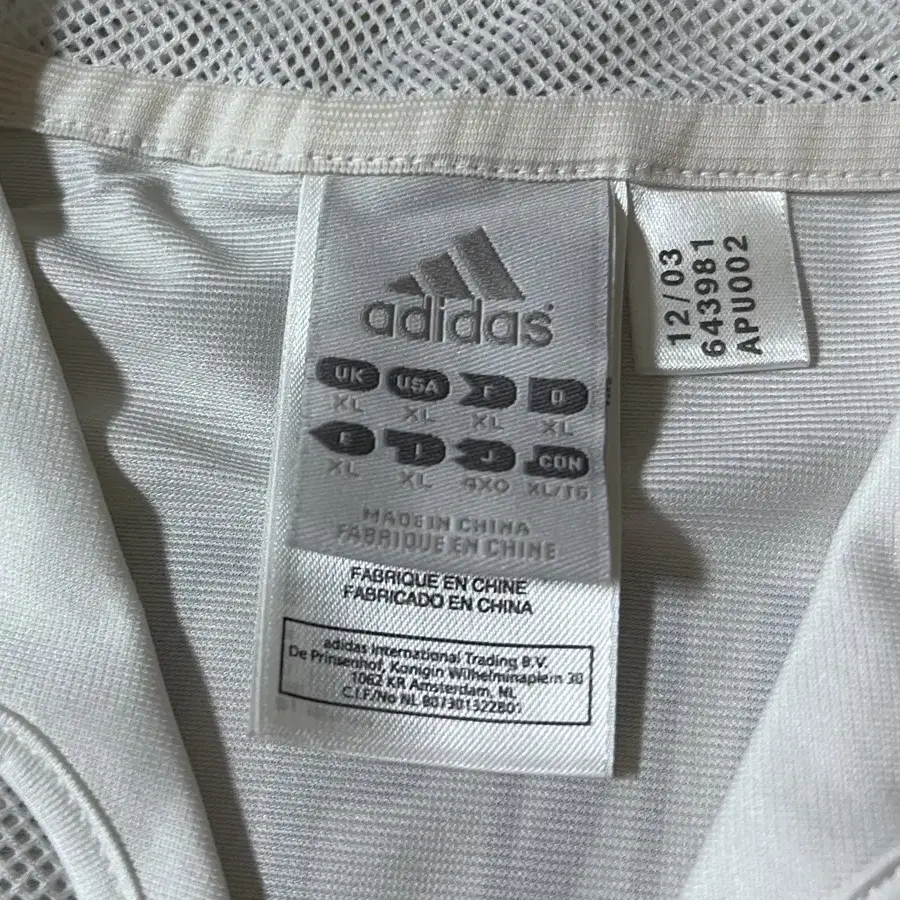 adidas
UK USA F D
XL XL XL XL
E I J CDN
XL XL 4XO XL/TG
MADE IN CHINA
FABRIQUE EN CHINE
FABRIQUE EN CHINE
FABRICADO EN CHINA
adidas International Trading B.V.
De Prinsenhof, Konigin Wilhelminaplein 30
1062 KR Amsterdam, NL
C.I.F/No NL 807301322B01
12/03
643981
APU002